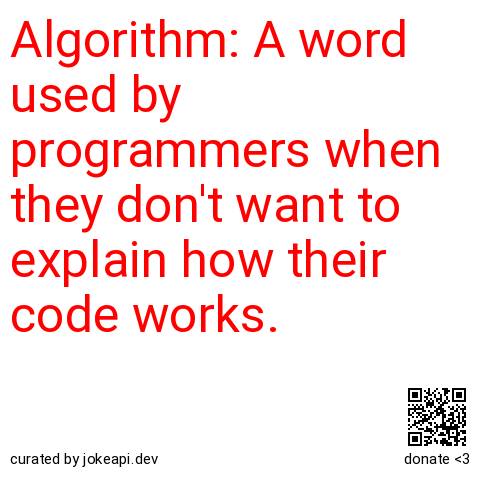 Algorithm: A word
used by
programmers when
they don't want to
explain how their
code works.
curated by jokeapi.dev
donate <3